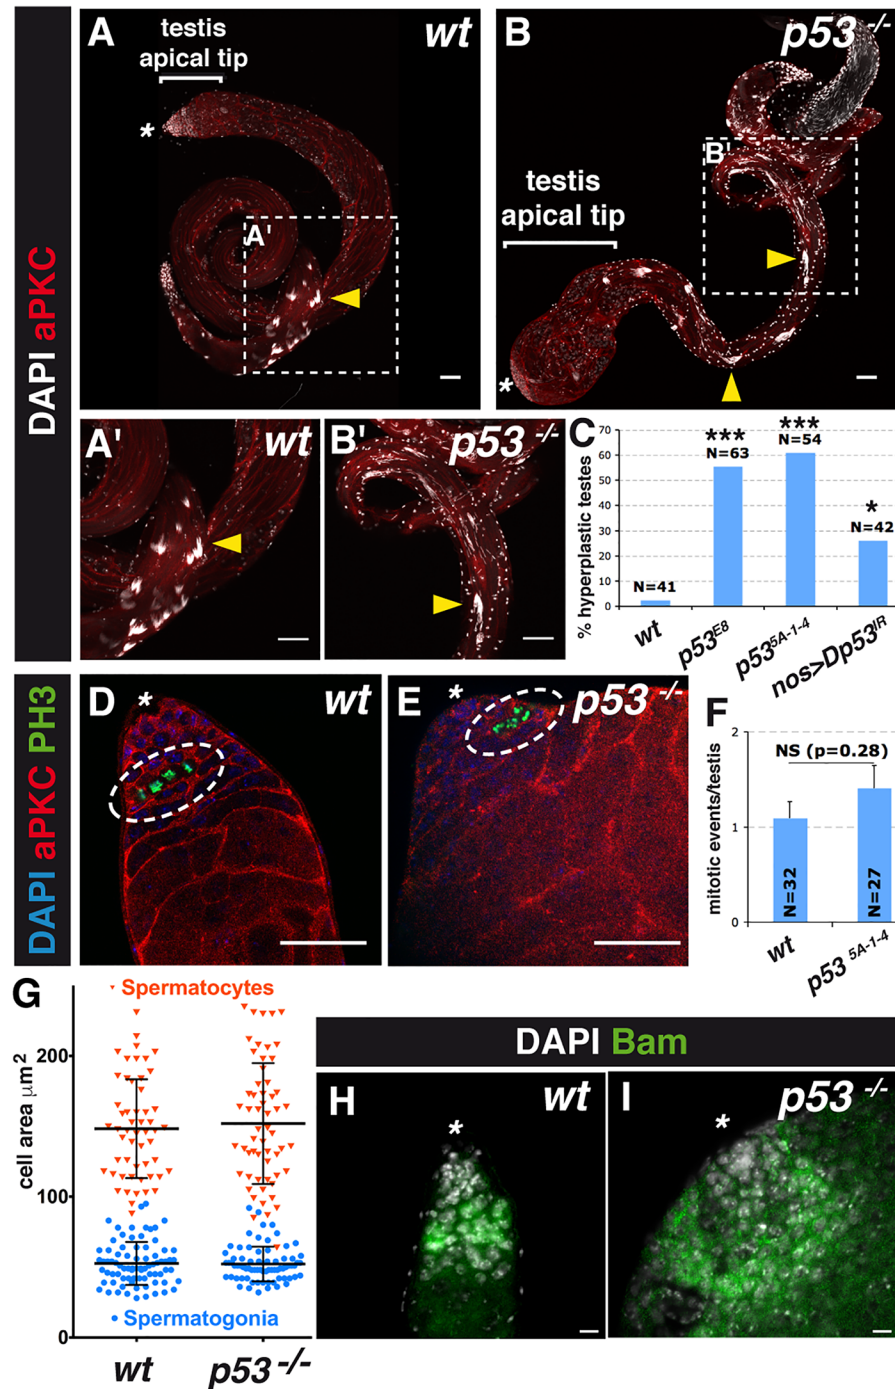 DAPI aPKC
A
testis
apical tip
wt
*
A'
B
p53 -/-
B'
testis
apical tip
*
A'
wt
B'
p53 -/-
C
% hyperplastic testes
70
60
50
40
30
20
10
0
N=41
***
N=63
***
N=54
*
N=42
wt
p53E8
p535A-1-4
nos>Dp53IR
DAPI aPKC PH3
D
*
wt
E
*
p53 -/-
F
mitotic events/testis
2
1
0
NS (p=0.28)
N=32
N=27
wt
p53 5A-1-4
G
Spermatocytes
cell area µm2
200
100
0
Spermatogonia
wt
p53 -/-
DAPI Bam
H
wt
*
I
p53 -/-
*